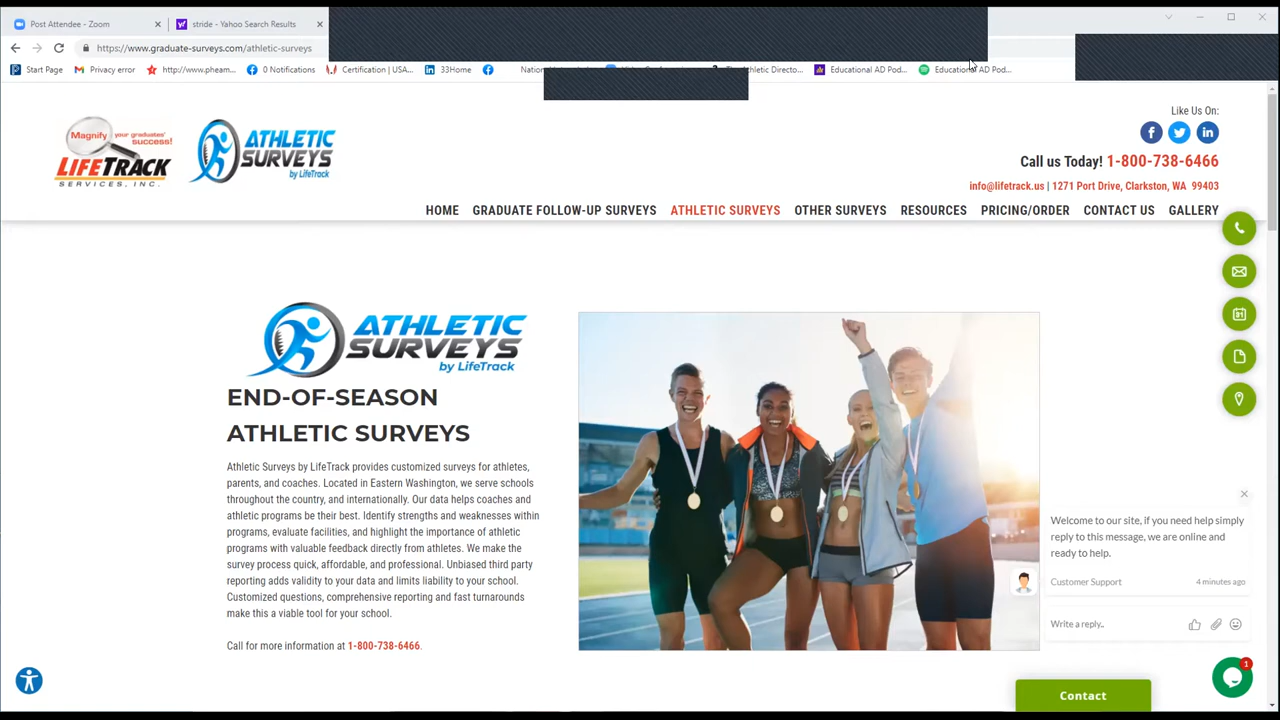 Post Attendee - Zoom
stride - Yahoo Search Results
https://www.graduate-surveys.com/athletic-surveys
Start Page
Privacy error
http://www.pheam...
0 Notifications
Certification | USA...
33Home
Educational AD Pod...
Educational AD Pod...
Like Us On:
Magnify your graduates' success!
LIFETRACK
SERVICES, INC.
ATHLETIC
SURVEYS
by LifeTrack
Call us Today! 1-800-738-6466
info@lifetrack.us | 1271 Port Drive, Clarkston, WA 99403
HOME GRADUATE FOLLOW-UP SURVEYS ATHLETIC SURVEYS OTHER SURVEYS RESOURCES PRICING/ORDER CONTACT US GALLERY
ATHLETIC
SURVEYS
by LifeTrack
END-OF-SEASON
ATHLETIC SURVEYS
Athletic Surveys by LifeTrack provides customized surveys for athletes,
parents, and coaches. Located in Eastern Washington, we serve schools
throughout the country, and internationally. Our data helps coaches and
athletic programs be their best. Identify strengths and weaknesses within
programs, evaluate facilities, and highlight the importance of athletic
programs with valuable feedback directly from athletes. We make the
survey process quick, affordable, and professional. Unbiased third party
reporting adds validity to your data and limits liability to your school.
Customized questions, comprehensive reporting and fast turnarounds
make this a viable tool for your school.
Call for more information at 1-800-738-6466.
Welcome to our site, if you need help simply
reply to this message, we are online and
ready to help.
Customer Support
4 minutes ago
Write a reply..
1
Contact